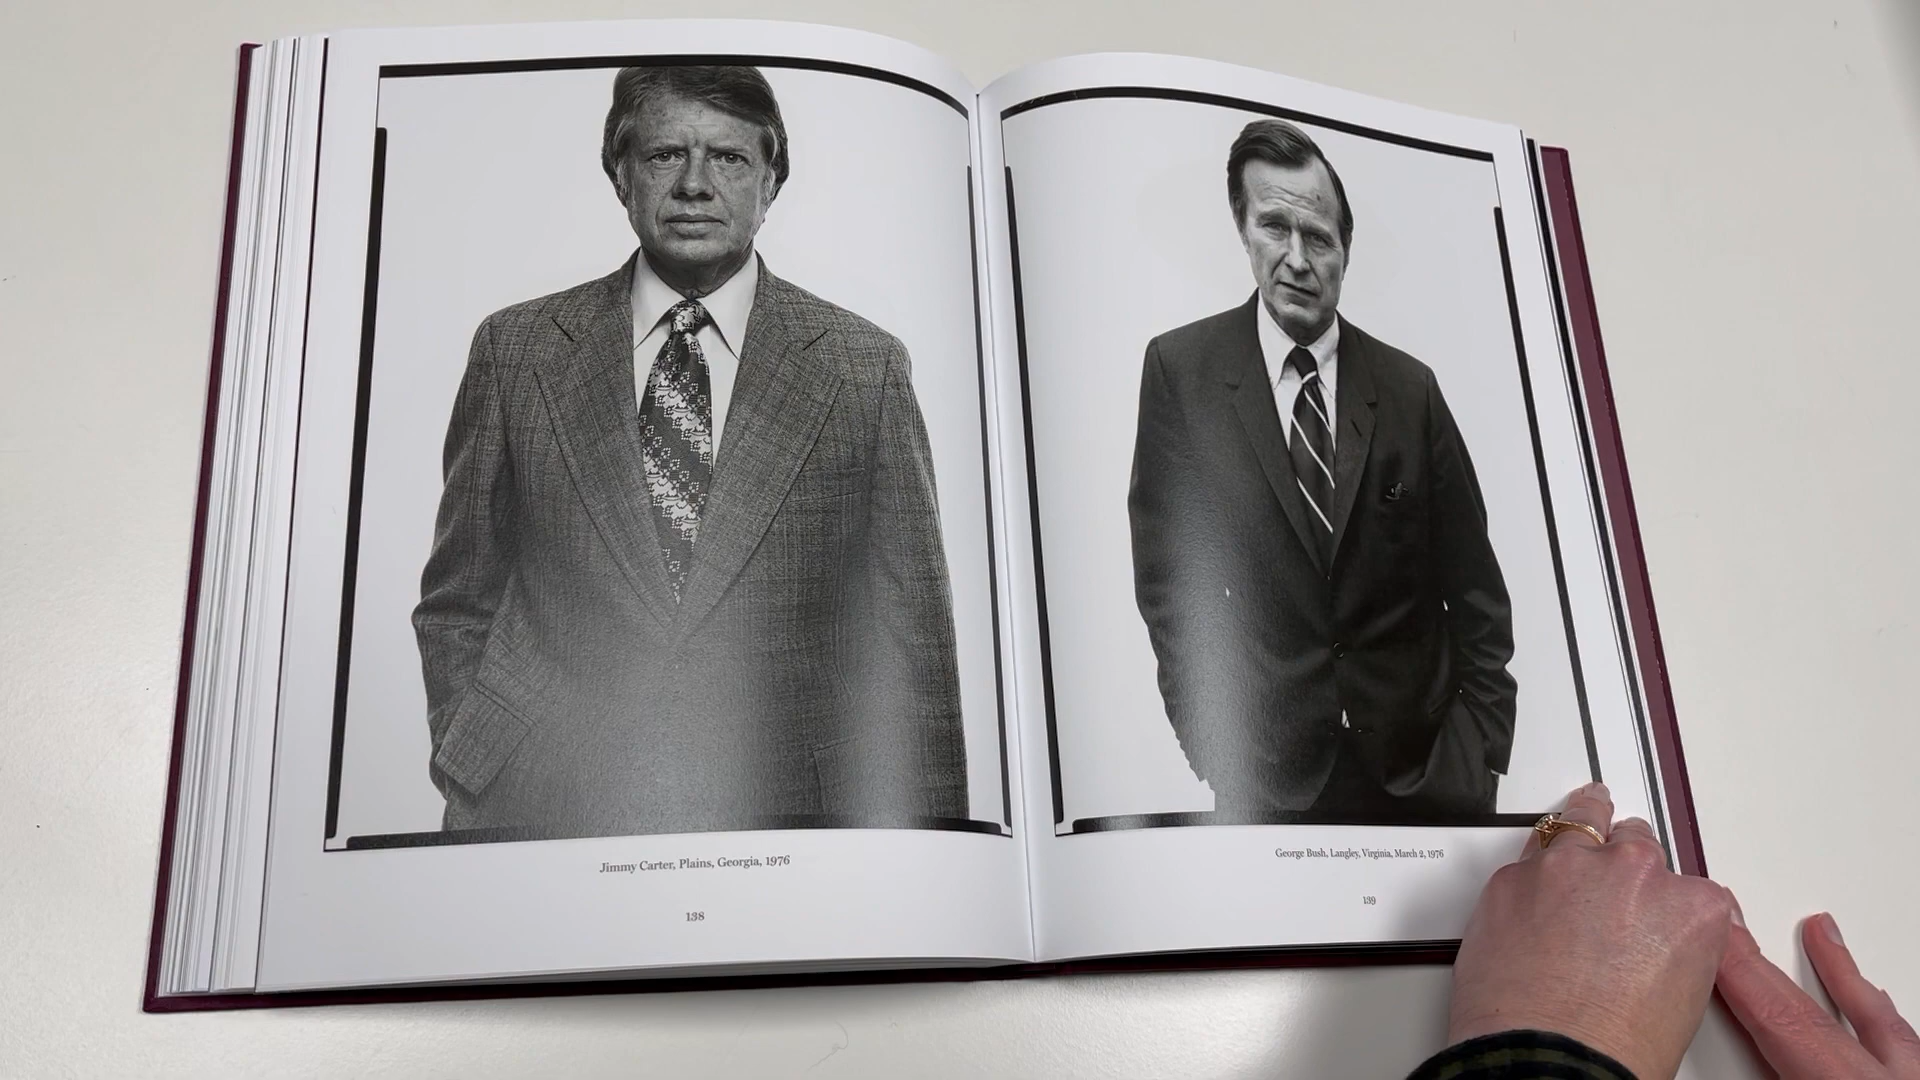 Jimmy Carter, Plains, Georgia, 1976
138
George Bush, Langley, Virginia, March 2, 1976
139